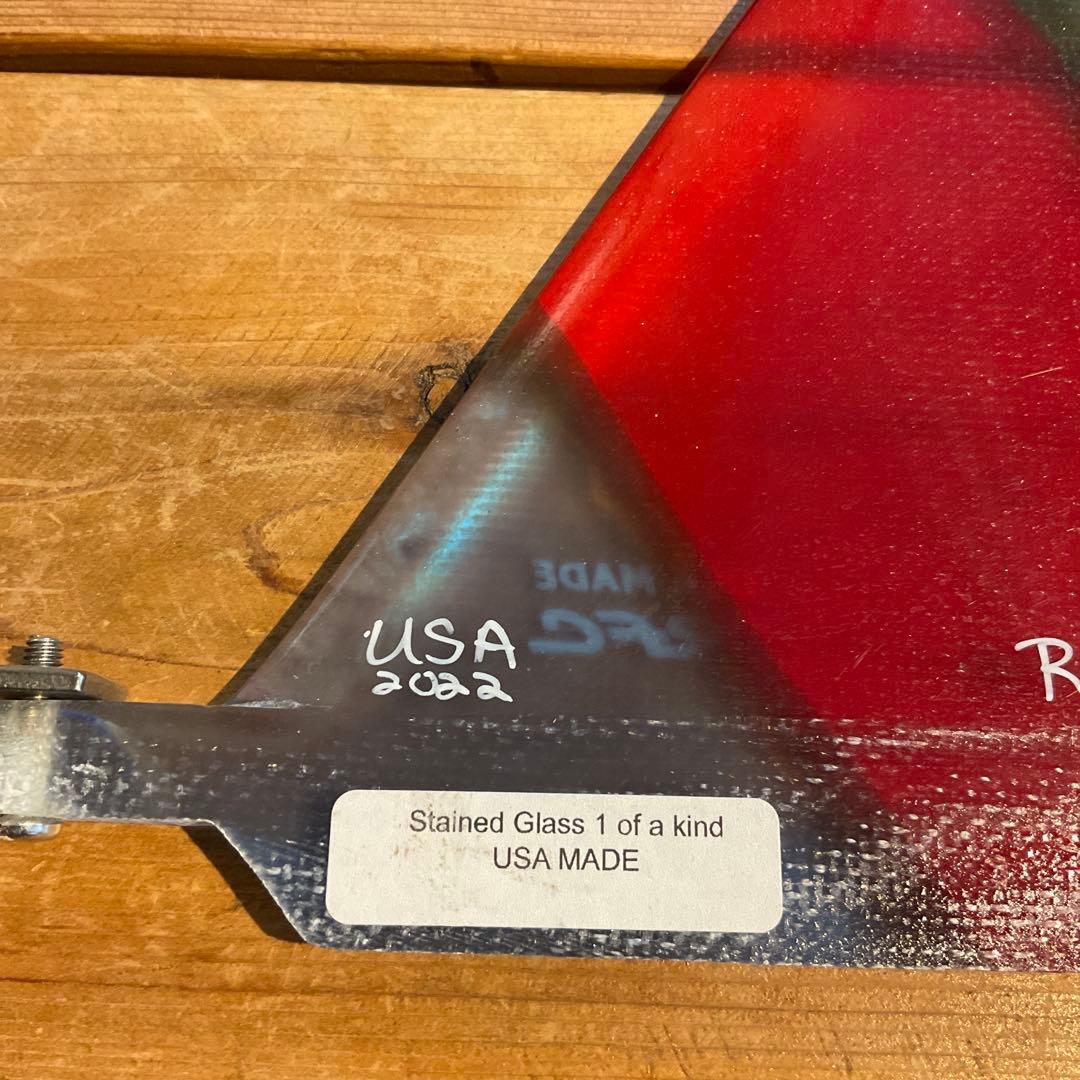 MADE
USA
2022
R
Stained Glass 1 of a kind
USA MADE